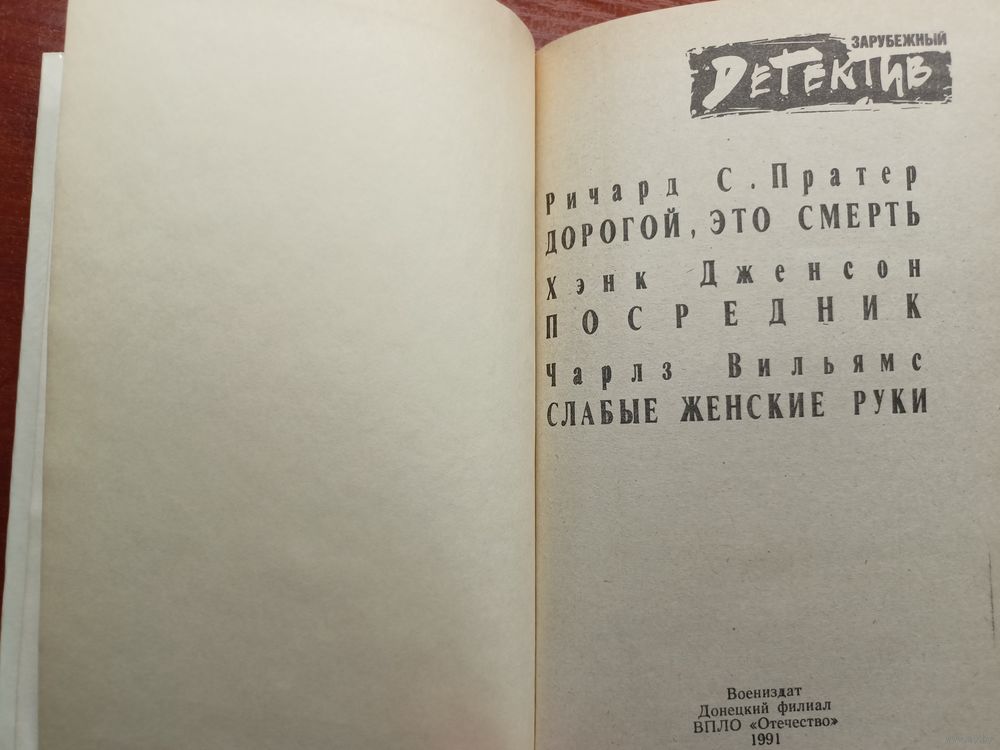 ЗАРУБЕЖНЫЙ
ДЕТЕКТИВ
Ричард С. Пратер
ДОРОГОЙ, ЭТО СМЕРТЬ
Хэнк Дженсон
ПОСРЕДНИК
Чарлз Вильямс
СЛАБЫЕ ЖЕНСКИЕ РУКИ
Воениздат
Донецкий филиал
ВПЛО «Отечество»
1991